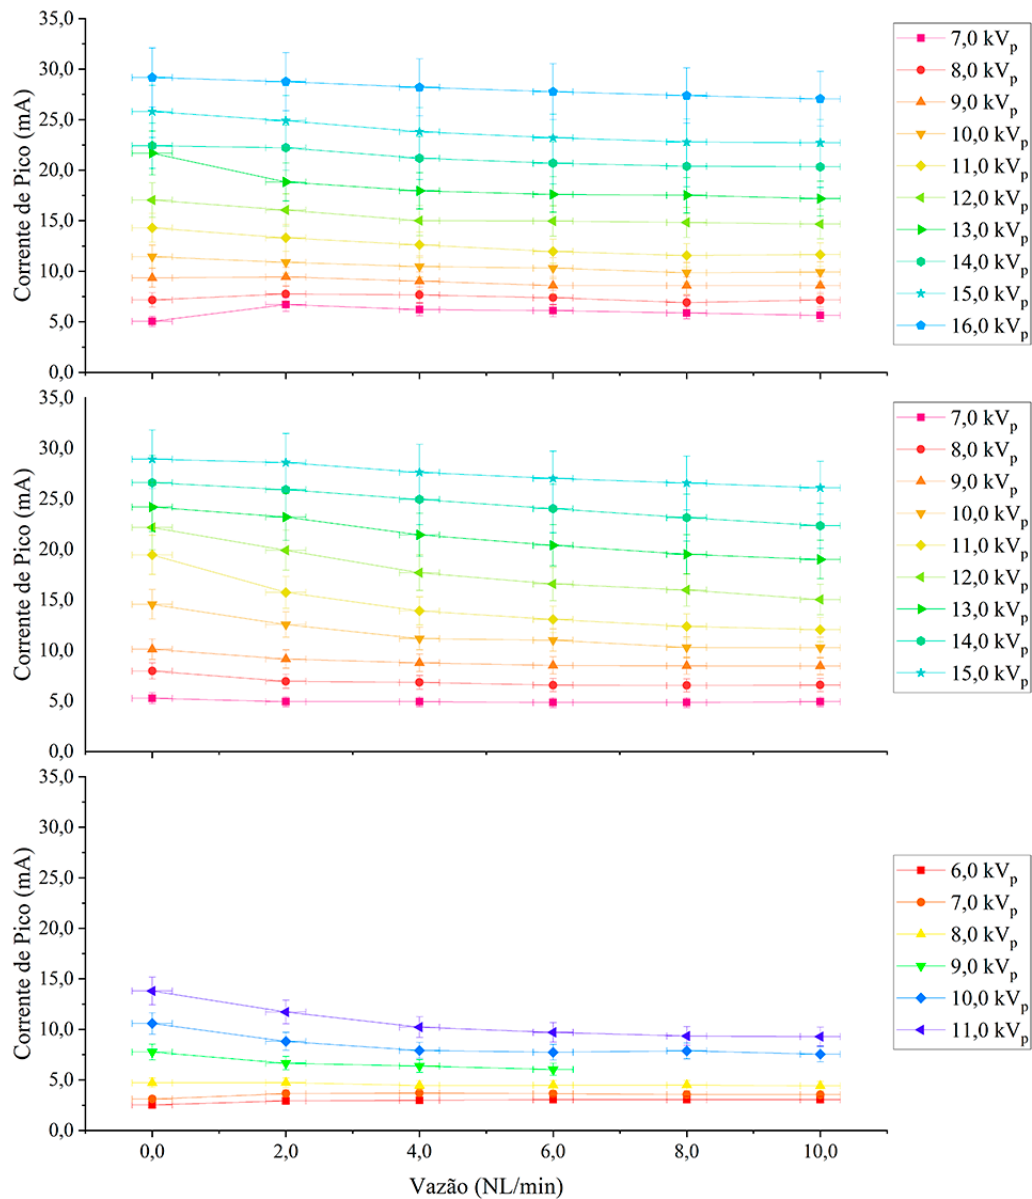 35,0
30,0
25,0
20,0
15,0
10,0
5,0
0,0
Corrente de Pico (mA)
7,0 kVp
8,0 kVp
9,0 kVp
10,0 kVp
11,0 kVp
12,0 kVp
13,0 kVp
14,0 kVp
15,0 kVp
16,0 kVp
35,0
30,0
25,0
20,0
15,0
10,0
5,0
0,0
Corrente de Pico (mA)
7,0 kVp
8,0 kVp
9,0 kVp
10,0 kVp
11,0 kVp
12,0 kVp
13,0 kVp
14,0 kVp
15,0 kVp
35,0
30,0
25,0
20,0
15,0
10,0
5,0
0,0
Corrente de Pico (mA)
6,0 kVp
7,0 kVp
8,0 kVp
9,0 kVp
10,0 kVp
11,0 kVp
0,0 2,0 4,0 6,0 8,0 10,0
Vazão (NL/min)